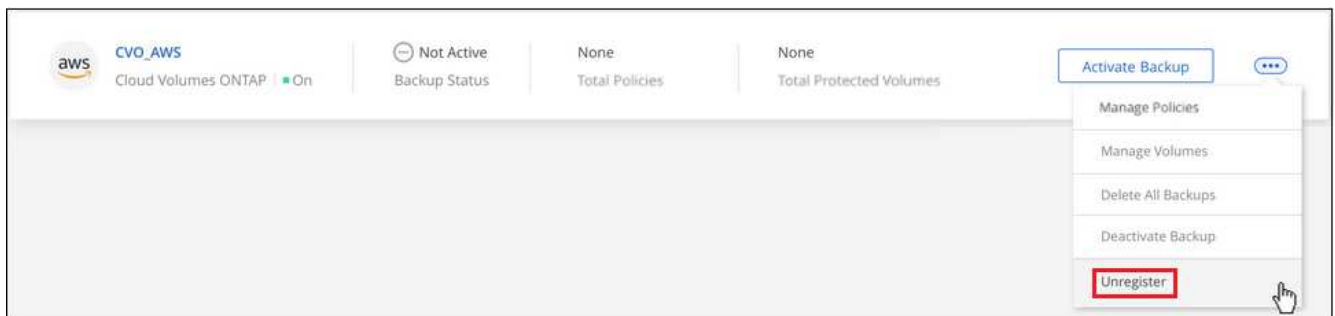 aws
CVO_AWS
Cloud Volumes ONTAP | On
Not Active
Backup Status
None
Total Policies
None
Total Protected Volumes
Activate Backup
Manage Policies
Manage Volumes
Delete All Backups
Deactivate Backup
Unregister